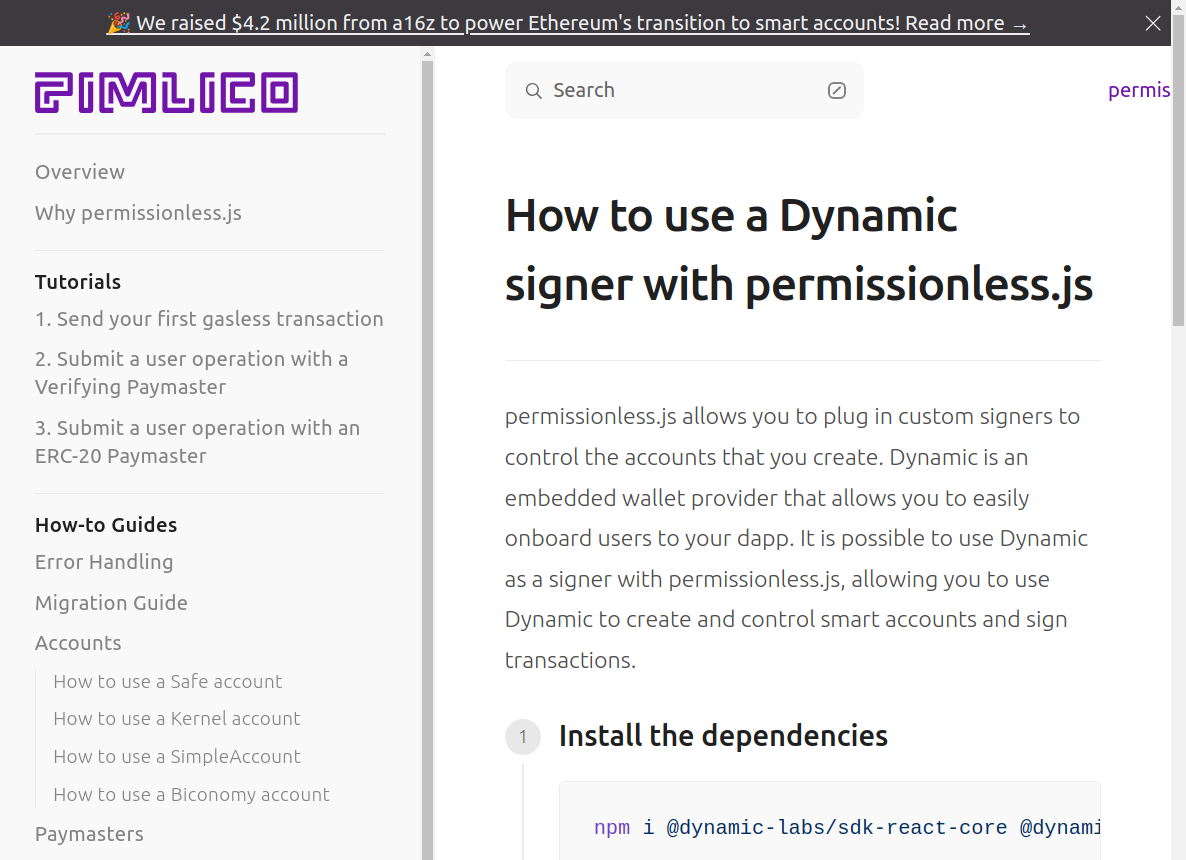 🎉 We raised $4.2 million from a16z to power Ethereum's transition to smart accounts! Read more →
PIMLICO
Overview
Why permissionless.js
Tutorials
1. Send your first gasless transaction
2. Submit a user operation with a
Verifying Paymaster
3. Submit a user operation with an
ERC-20 Paymaster
How-to Guides
Error Handling
Migration Guide
Accounts
How to use a Safe account
How to use a Kernel account
How to use a SimpleAccount
How to use a Biconomy account
Paymasters
Search
permis
How to use a Dynamic
signer with permissionless.js
permissionless.js allows you to plug in custom signers to
control the accounts that you create. Dynamic is an
embedded wallet provider that allows you to easily
onboard users to your dapp. It is possible to use Dynamic
as a signer with permissionless.js, allowing you to use
Dynamic to create and control smart accounts and sign
transactions.
1 Install the dependencies
npm i @dynamic-labs/sdk-react-core @dynami